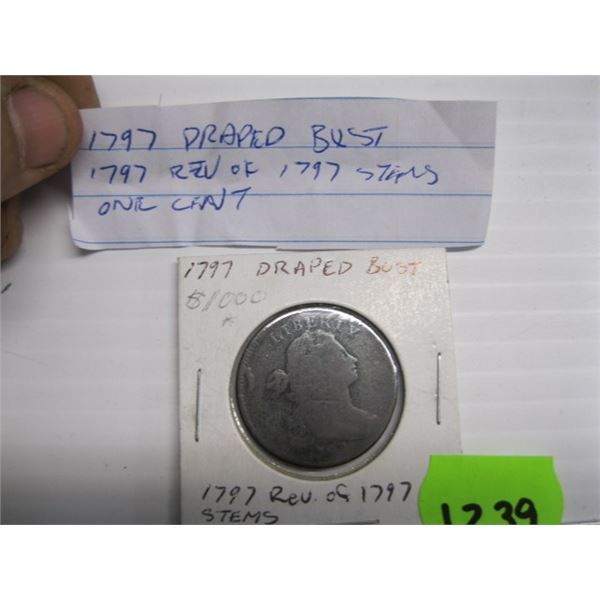 1797 DRAPED BUST
1797 REV OF 1797 STEMS
ONE CENT
1797 DRAPED BUST
$1000
LIBERTY
1797 REV. OF 1797
STEMS
1239